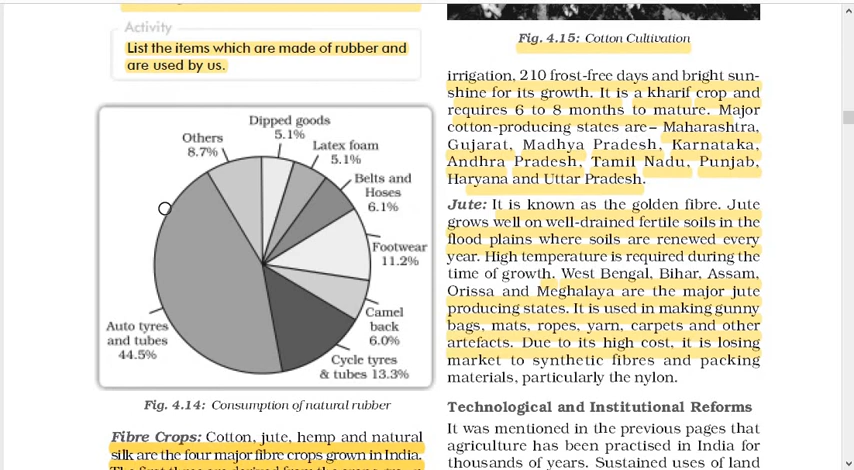 Activity
List the items which are made of rubber and
are used by us.
Dipped goods
5.1%
Others
8.7%
Latex foam
5.1%
Belts and
Hoses
6.1%
Footwear
11.2%
Camel
back
6.0%
Auto tyres
and tubes
44.5%
Cycle tyres
& tubes 13.3%
Fig. 4.14: Consumption of natural rubber
Fibre Crops: Cotton, jute, hemp and natural
silk are the four major fibre crops grown in India.
The first three are derived from the crops grown
Fig. 4.15: Cotton Cultivation
irrigation, 210 frost-free days and bright sun-
shine for its growth. It is a kharif crop and
requires 6 to 8 months to mature. Major
cotton-producing states are– Maharashtra,
Gujarat, Madhya Pradesh, Karnataka,
Andhra Pradesh, Tamil Nadu, Punjab,
Haryana and Uttar Pradesh.
Jute: It is known as the golden fibre. Jute
grows well on well-drained fertile soils in the
flood plains where soils are renewed every
year. High temperature is required during the
time of growth. West Bengal, Bihar, Assam,
Orissa and Meghalaya are the major jute
producing states. It is used in making gunny
bags, mats, ropes, yarn, carpets and other
artefacts. Due to its high cost, it is losing
market to synthetic fibres and packing
materials, particularly the nylon.
Technological and Institutional Reforms
It was mentioned in the previous pages that
agriculture has been practised in India for
thousands of years. Sustained uses of land